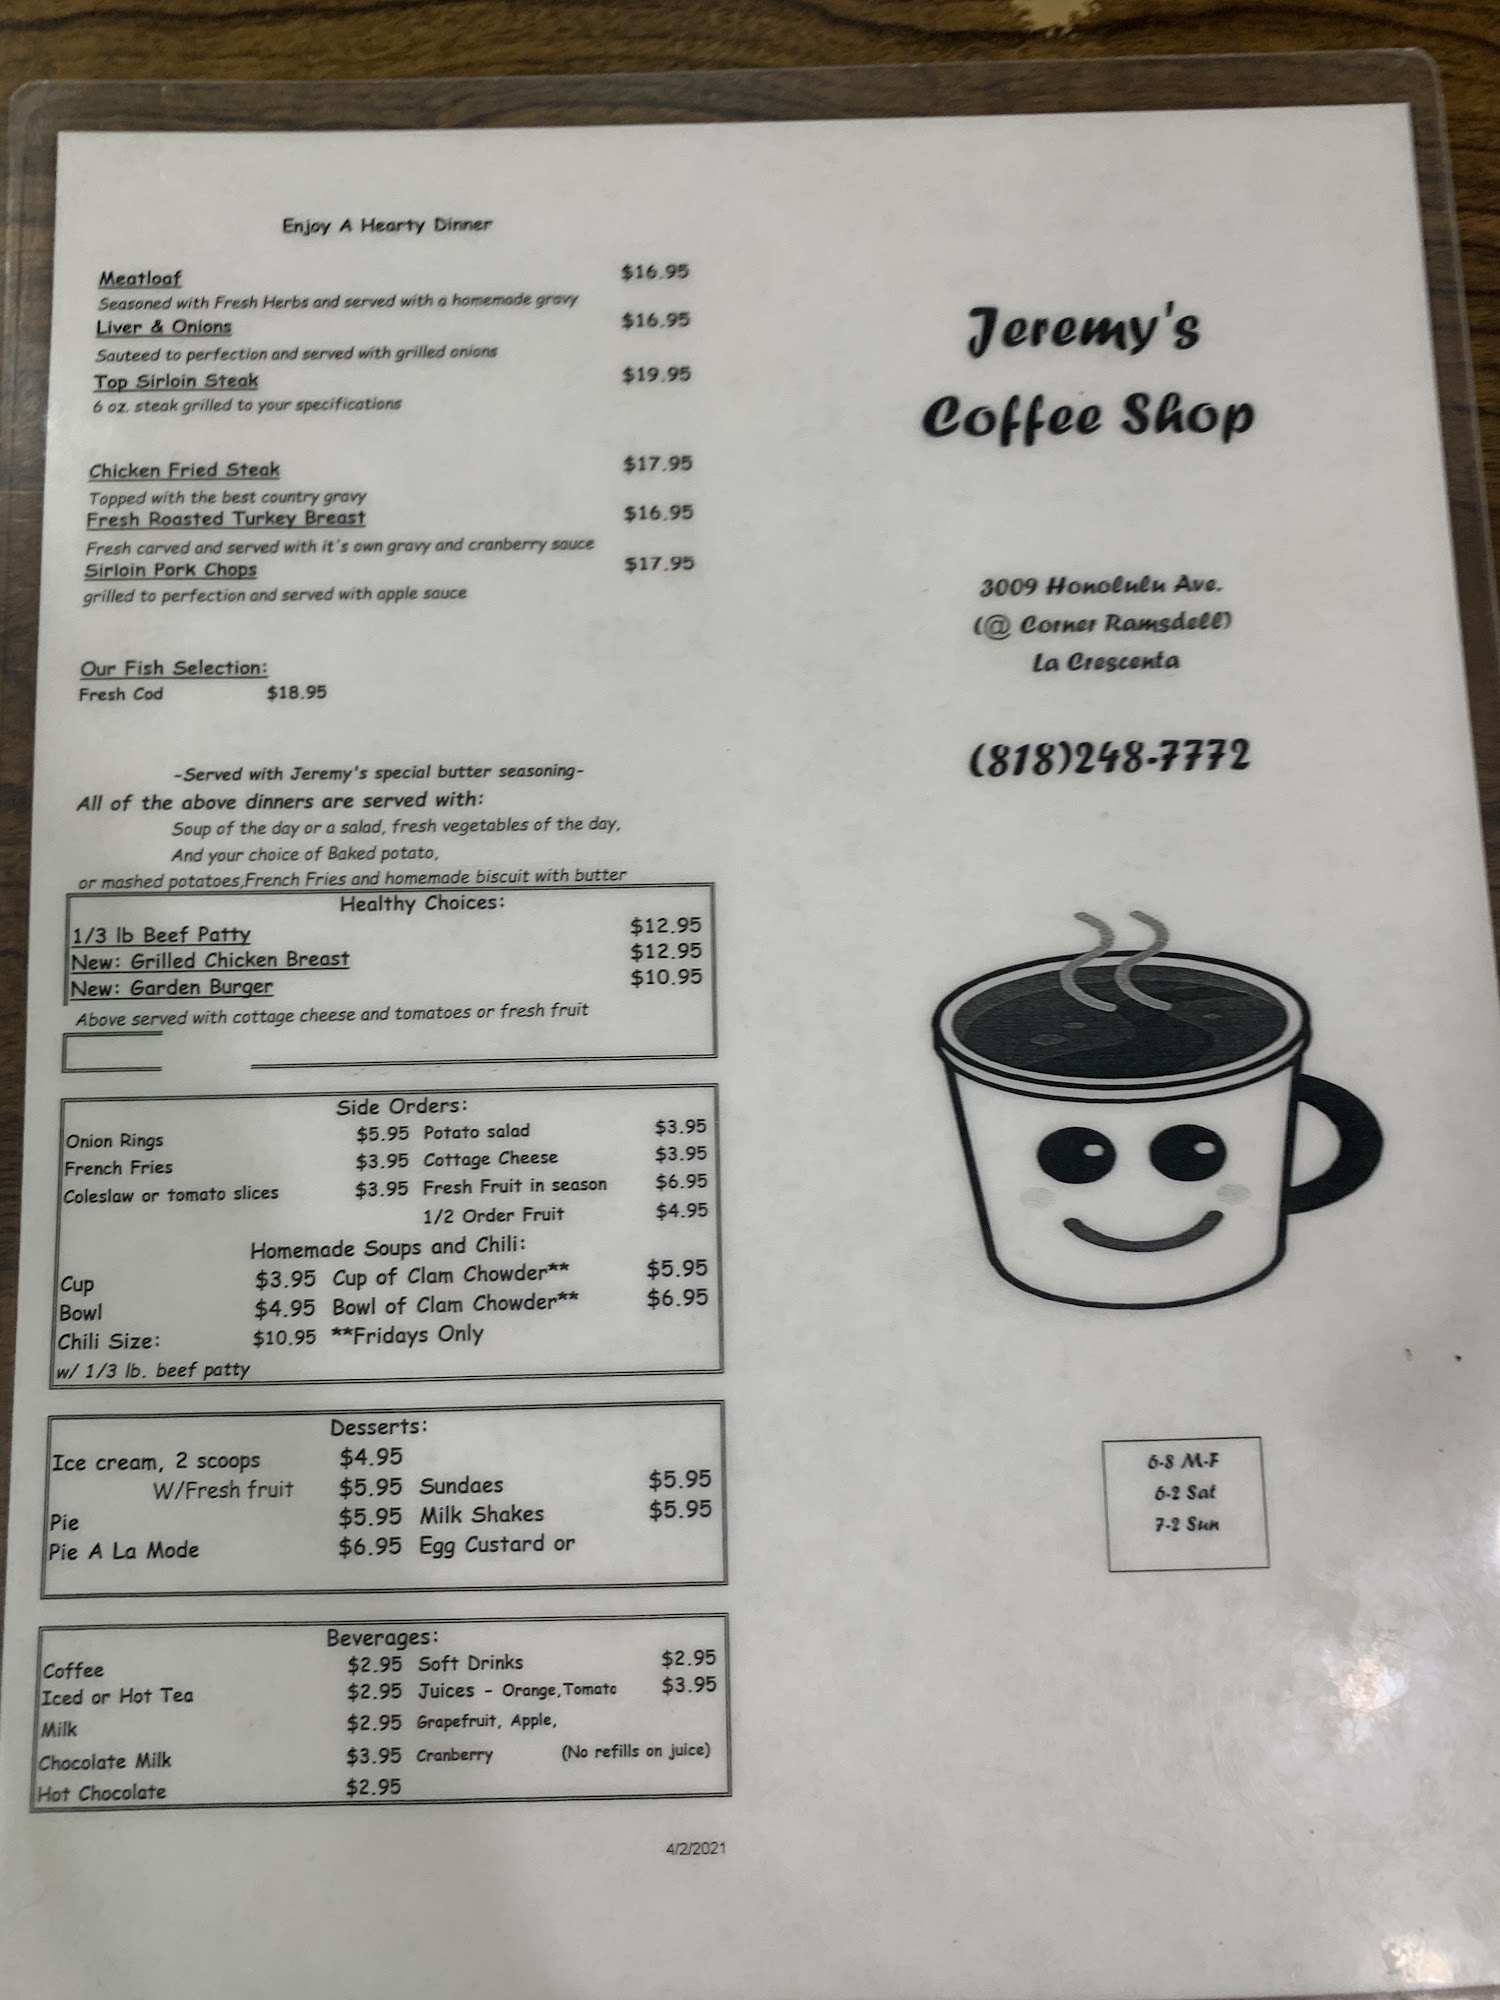 Enjoy A Hearty Dinner
Meatloaf $16.95
Seasoned with Fresh Herbs and served with a homemade gravy
Liver & Onions $16.95
Sauteed to perfection and served with grilled onions
Top Sirloin Steak $19.95
6 oz. steak grilled to your specifications
Chicken Fried Steak $17.95
Topped with the best country gravy
Fresh Roasted Turkey Breast $16.95
Fresh carved and served with it's own gravy and cranberry sauce
Sirloin Pork Chops $17.95
grilled to perfection and served with apple sauce
Our Fish Selection:
Fresh Cod $18.95
-Served with Jeremy's special butter seasoning-
All of the above dinners are served with:
Soup of the day or a salad, fresh vegetables of the day,
And your choice of Baked potato,
or mashed potatoes,French Fries and homemade biscuit with butter
Healthy Choices:
1/3 lb Beef Patty $12.95
New: Grilled Chicken Breast $12.95
New: Garden Burger $10.95
Above served with cottage cheese and tomatoes or fresh fruit
Side Orders:
Onion Rings $5.95 Potato salad $3.95
French Fries $3.95 Cottage Cheese $3.95
Coleslaw or tomato slices $3.95 Fresh Fruit in season $6.95
1/2 Order Fruit $4.95
Homemade Soups and Chili:
Cup $3.95 Cup of Clam Chowder** $5.95
Bowl $4.95 Bowl of Clam Chowder** $6.95
Chili Size: $10.95 **Fridays Only
w/ 1/3 lb. beef patty
Desserts:
Ice cream, 2 scoops $4.95
W/Fresh fruit $5.95 Sundaes $5.95
Pie $5.95 Milk Shakes $5.95
Pie A La Mode $6.95 Egg Custard or
Beverages:
Coffee $2.95 Soft Drinks $2.95
Iced or Hot Tea $2.95 Juices - Orange,Tomato $3.95
Milk $2.95 Grapefruit, Apple,
Chocolate Milk $3.95 Cranberry (No refills on juice)
Hot Chocolate $2.95
4/2/2021
Jeremy's
Coffee Shop
3009 Honolulu Ave.
(@ Corner Ramsdell)
La Crescenta
(818)248-7772
6-8 M-F
6-2 Sat
7-2 Sun